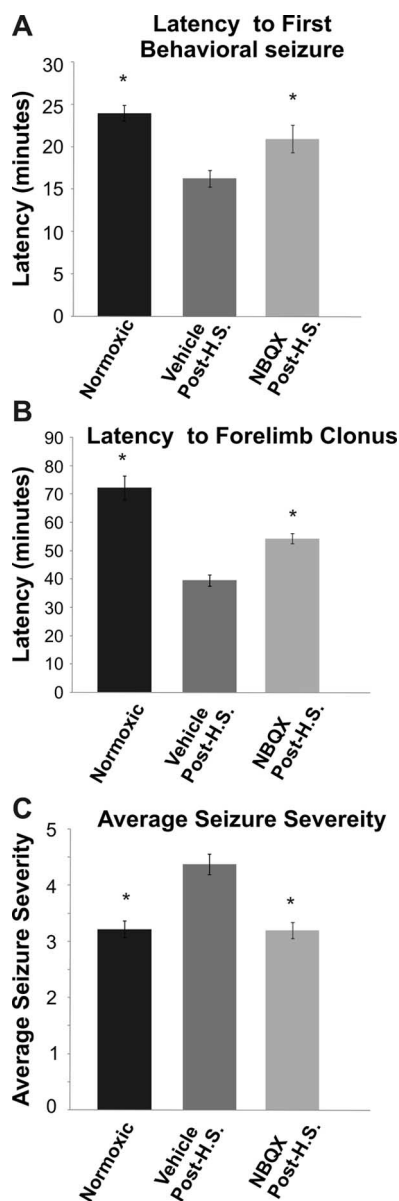 A
Latency to First
Behavioral seizure
Latency (minutes)
30
25
20
15
10
5
0
*
*
Normoxic
Vehicle
Post-H.S.
NBQX
Post-H.S.
B
Latency to Forelimb Clonus
Latency (minutes)
90
80
70
60
50
40
30
20
10
0
*
*
Normoxic
Vehicle
Post-H.S.
NBQX
Post-H.S.
C
Average Seizure Severeity
Average Seizure Severity
5
4
3
2
1
0
*
*
Normoxic
Vehicle
Post-H.S.
NBQX
Post-H.S.